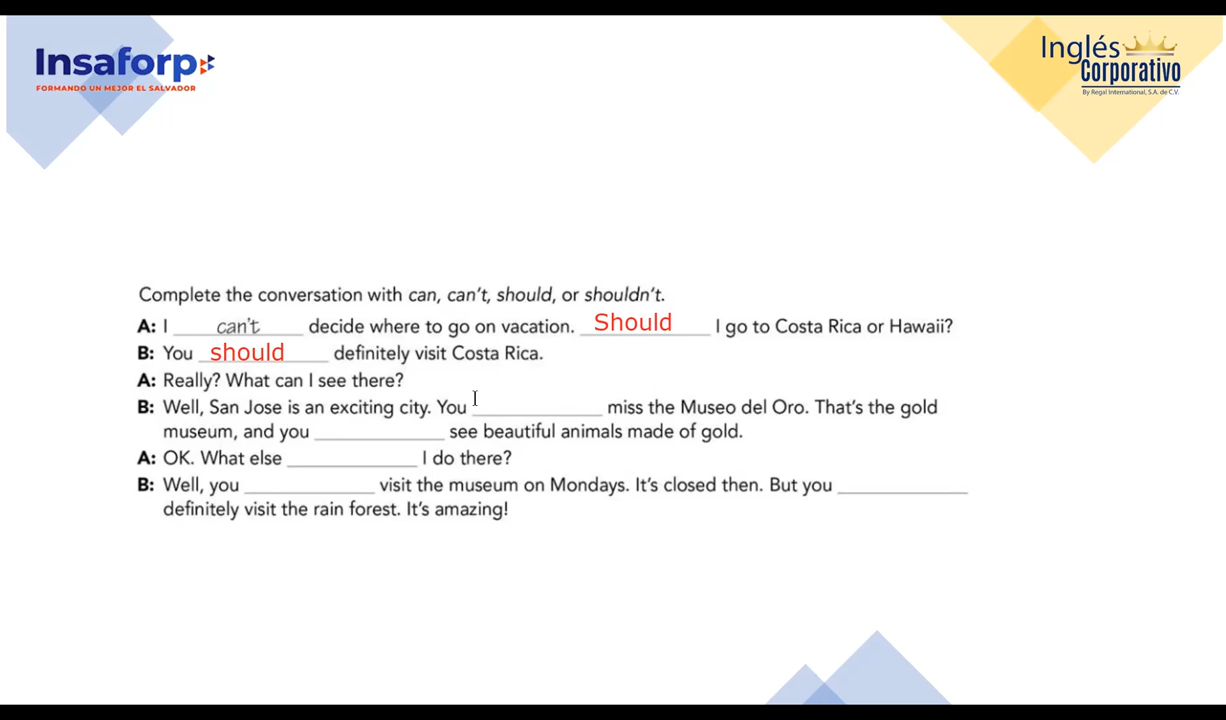 Insaforp
FORMANDO UN MEJOR EL SALVADOR
Inglés
Corporativo
By Regal International, S.A. de C.V.
Complete the conversation with can, can't, should, or shouldn't.
A: I can't decide where to go on vacation. Should I go to Costa Rica or Hawaii?
B: You should definitely visit Costa Rica.
A: Really? What can I see there?
B: Well, San Jose is an exciting city. You ____________ miss the Museo del Oro. That's the gold
museum, and you ____________ see beautiful animals made of gold.
A: OK. What else ____________ I do there?
B: Well, you ____________ visit the museum on Mondays. It's closed then. But you ____________
definitely visit the rain forest. It's amazing!